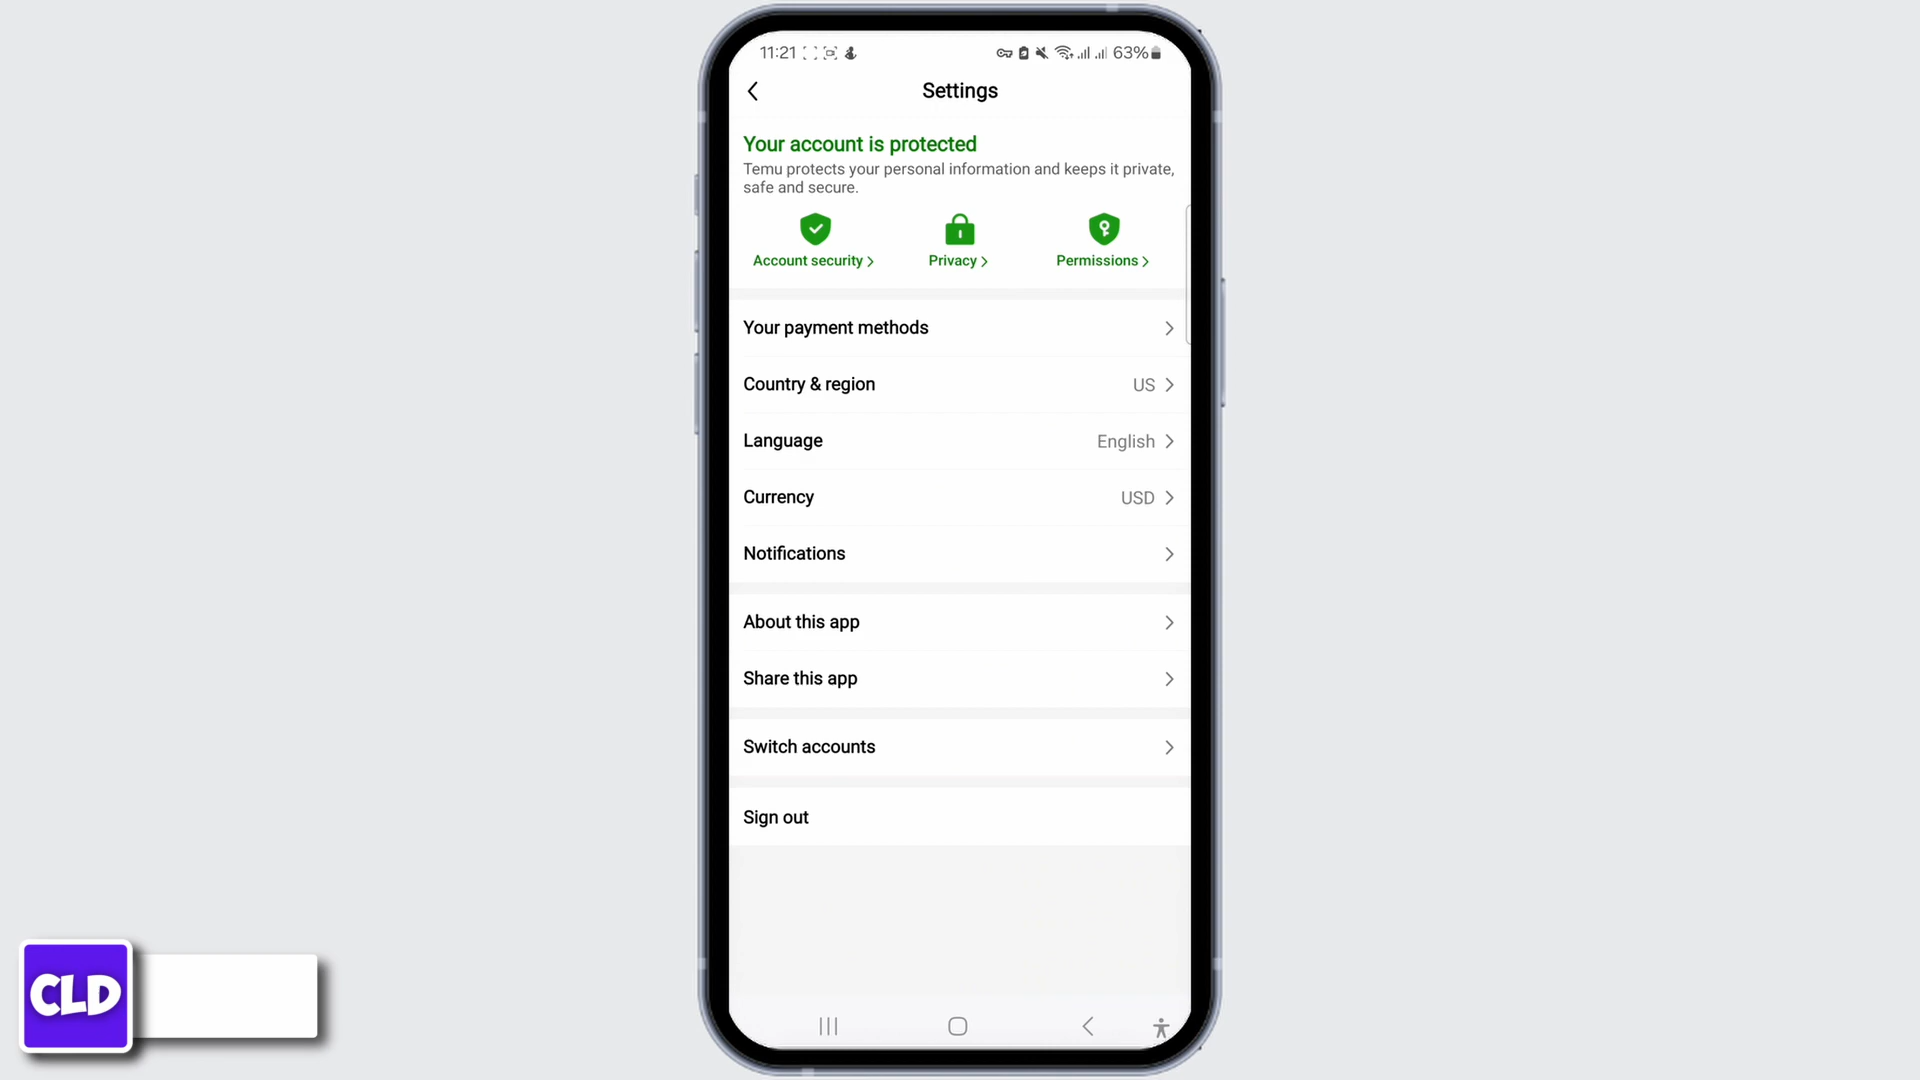 11:21
63%
Settings
Your account is protected
Temu protects your personal information and keeps it private,
safe and secure.
Account security
Privacy
Permissions
Your payment methods
Country & region US
Language English
Currency USD
Notifications
About this app
Share this app
Switch accounts
Sign out
CLD